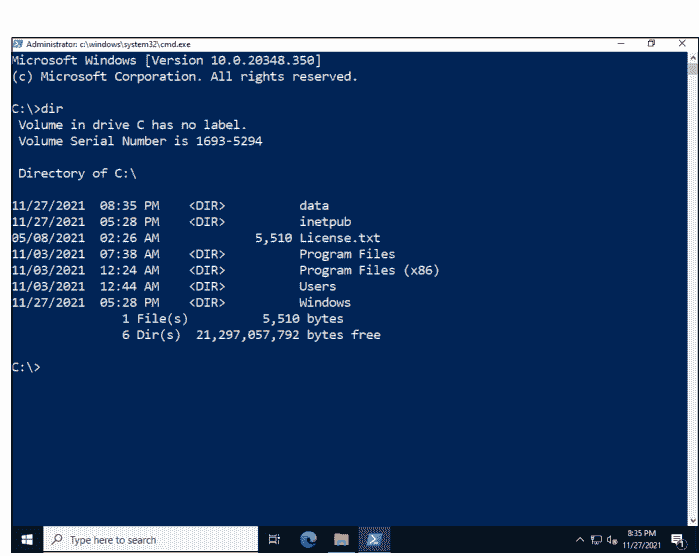 Administrator: c:\windows\system32\cmd.exe
Microsoft Windows [Version 10.0.20348.350]
(c) Microsoft Corporation. All rights reserved.
C:\>dir
Volume in drive C has no label.
Volume Serial Number is 1693-5294
Directory of C:\
11/27/2021  08:35 PM    <DIR>          data
11/27/2021  05:28 PM    <DIR>          inetpub
05/08/2021  02:26 AM             5,510 License.txt
11/03/2021  07:38 AM    <DIR>          Program Files
11/03/2021  12:24 AM    <DIR>          Program Files (x86)
11/03/2021  12:44 AM    <DIR>          Users
11/27/2021  05:28 PM    <DIR>          Windows
1 File(s)          5,510 bytes
6 Dir(s)  21,297,057,792 bytes free
C:\>
Type here to search
8:35 PM
11/27/2021
1